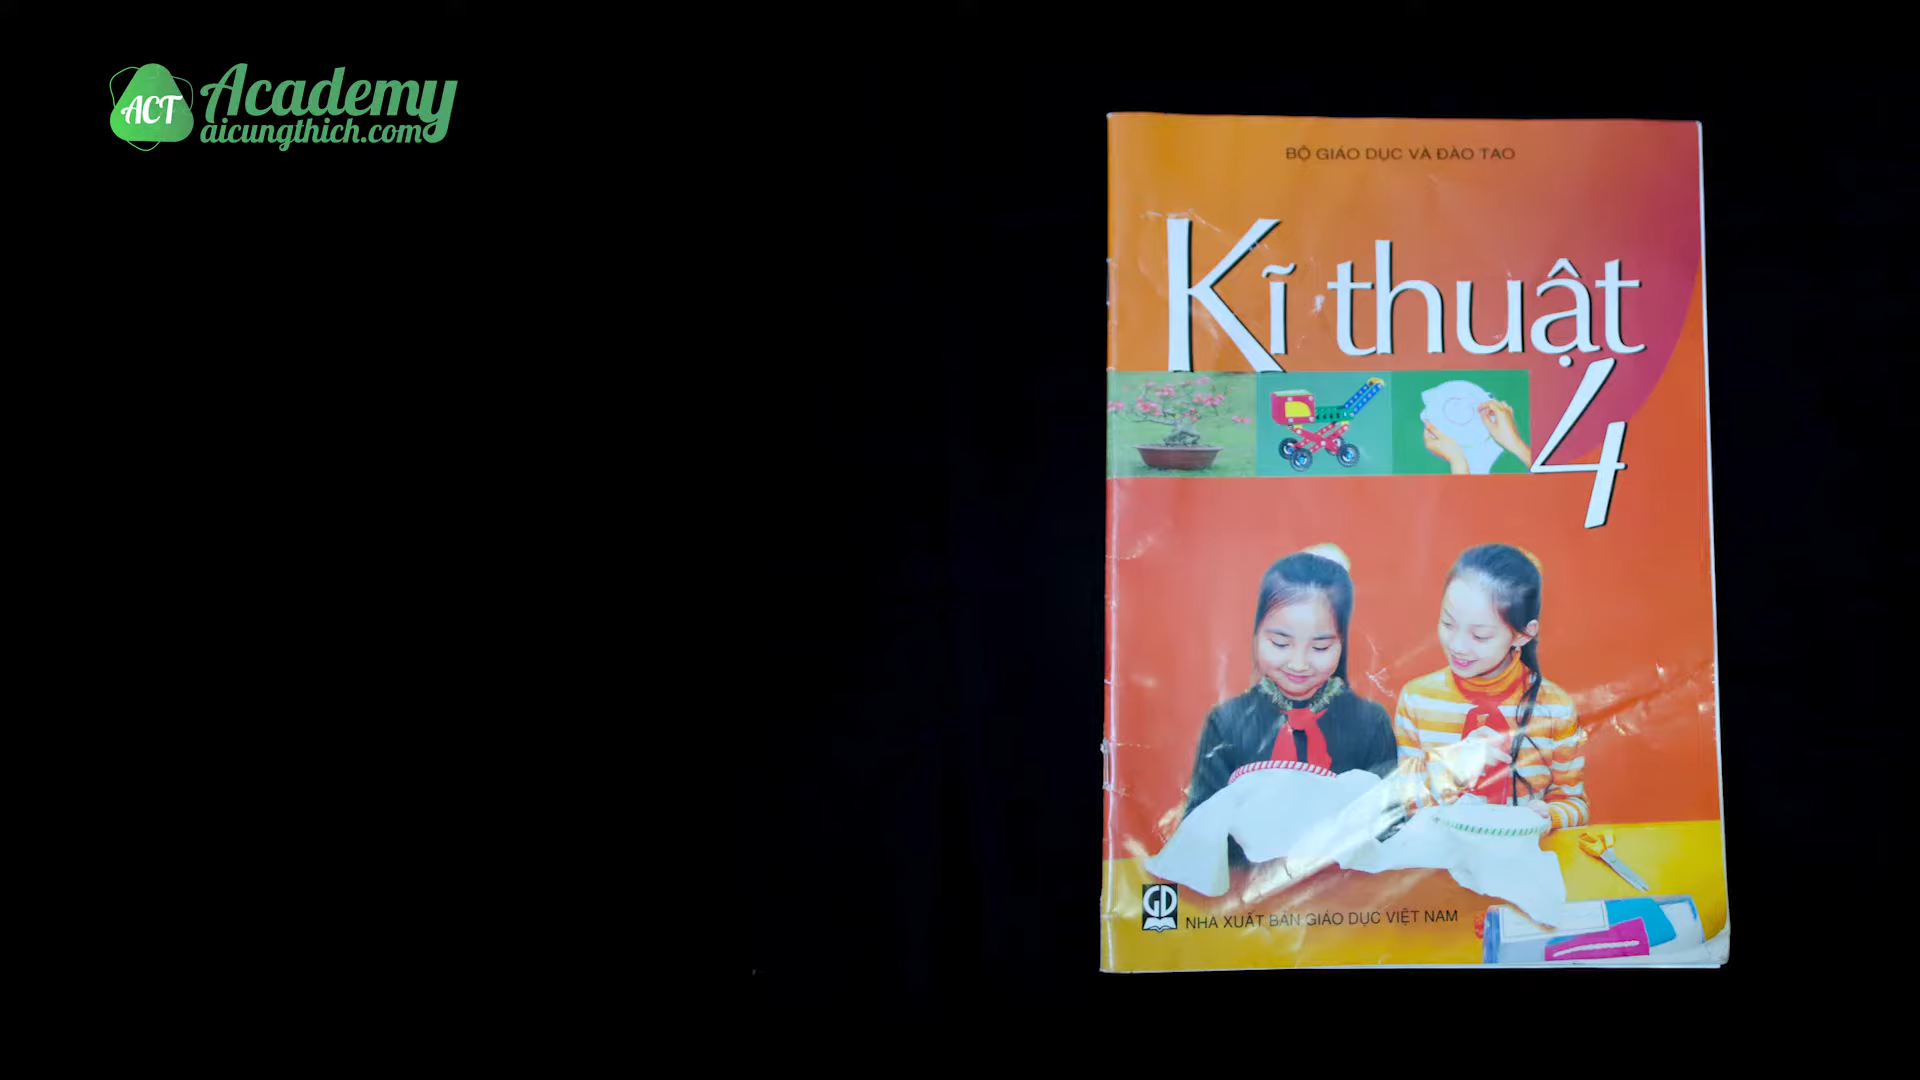 ACT
Academy
aicungthich.com
BỘ GIÁO DỤC VÀ ĐÀO TẠO
Kĩ thuật
4
GD
NHÀ XUẤT BẢN GIÁO DỤC VIỆT NAM